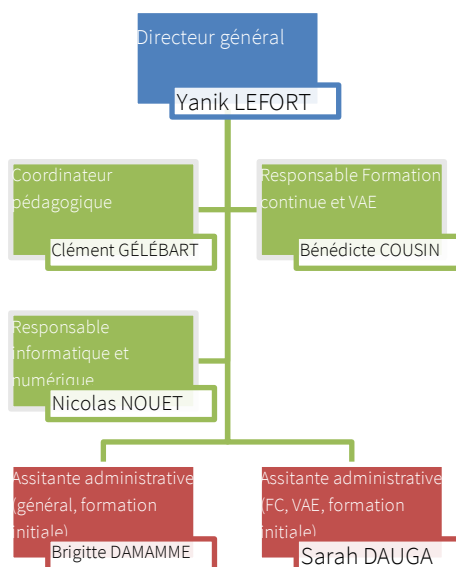 Directeur général
Yanik LEFORT
Coordinateur
pédagogique
Clément GÉLÉBART
Responsable Formation
continue et VAE
Bénédicte COUSIN
Responsable
informatique et
numérique
Nicolas NOUET
Assitante administrative
(général, formation
initiale)
Brigitte DAMAMME
Assitante administrative
(FC, VAE, formation
initiale)
Sarah DAUGA